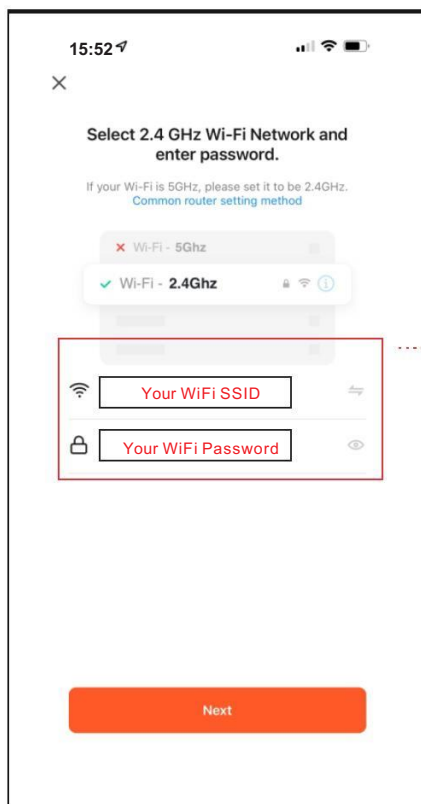 15:52
Select 2.4 GHz Wi-Fi Network and
enter password.
If your Wi-Fi is 5GHz, please set it to be 2.4GHz.
Common router setting method
Wi-Fi - 5Ghz
Wi-Fi - 2.4Ghz
Your WiFi SSID
Your WiFi Password
Next